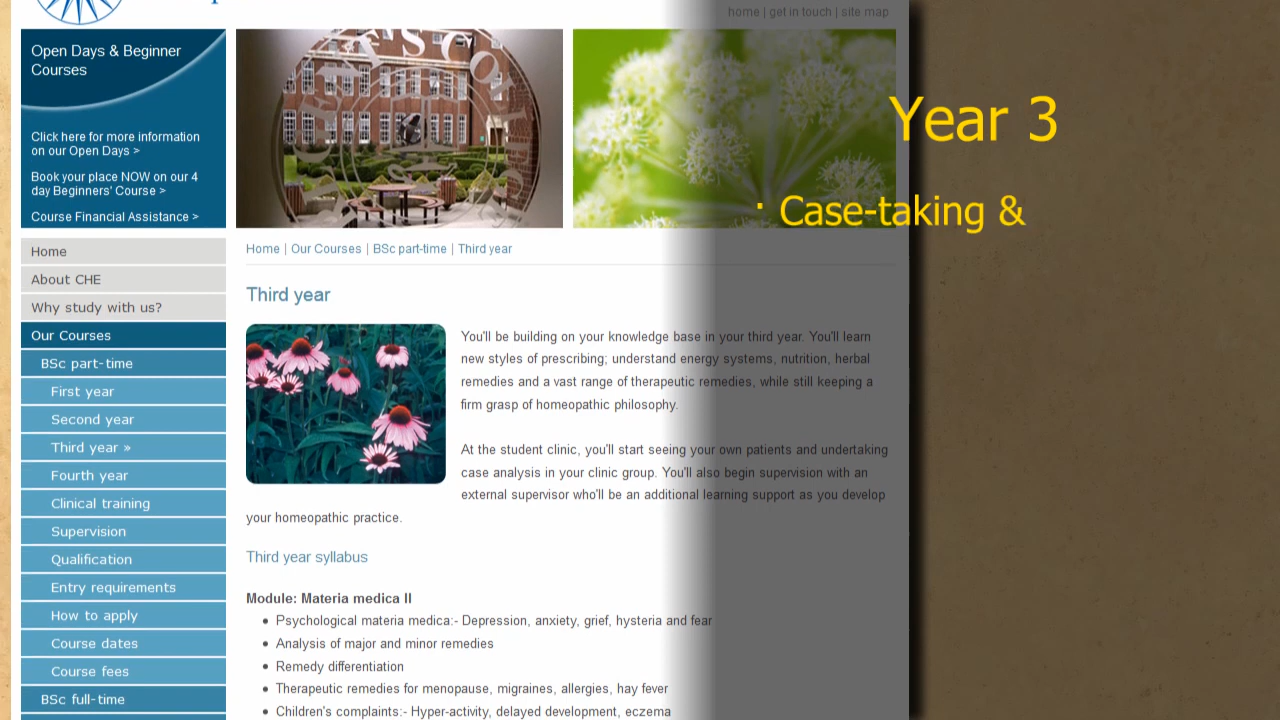 home | get in touch | site map
Open Days & Beginner
Courses
Click here for more information
on our Open Days >
Book your place NOW on our 4
day Beginners' Course >
Course Financial Assistance >
Year 3
· Case-taking &
Home
About CHE
Why study with us?
Our Courses
BSc part-time
First year
Second year
Third year »
Fourth year
Clinical training
Supervision
Qualification
Entry requirements
How to apply
Course dates
Course fees
BSc full-time
Home | Our Courses | BSc part-time | Third year
Third year
You'll be building on your knowledge base in your third year. You'll learn
new styles of prescribing; understand energy systems, nutrition, herbal
remedies and a vast range of therapeutic remedies, while still keeping a
firm grasp of homeopathic philosophy.
At the student clinic, you'll start seeing your own patients and undertaking
case analysis in your clinic group. You'll also begin supervision with an
external supervisor who'll be an additional learning support as you develop
your homeopathic practice.
Third year syllabus
Module: Materia medica II
• Psychological materia medica:- Depression, anxiety, grief, hysteria and fear
• Analysis of major and minor remedies
• Remedy differentiation
• Therapeutic remedies for menopause, migraines, allergies, hay fever
• Children's complaints:- Hyper-activity, delayed development, eczema